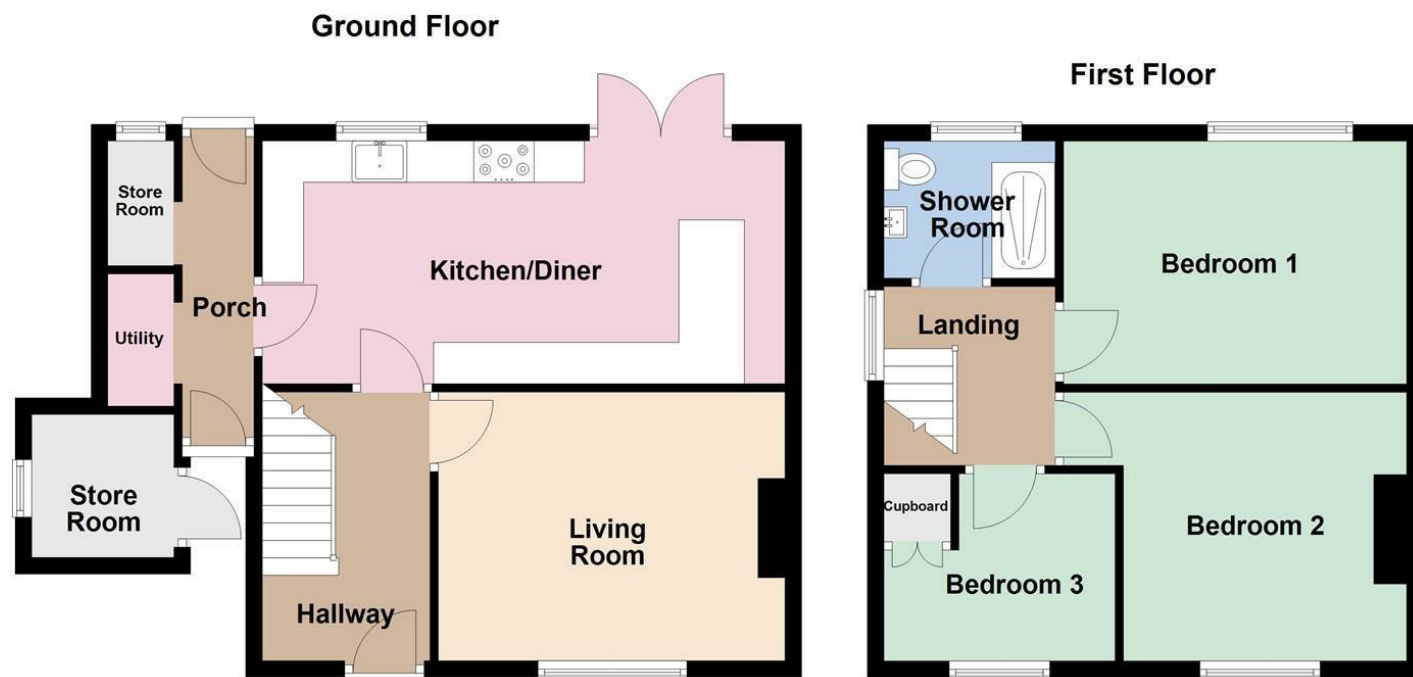 Ground Floor
Store
Room
Utility
Porch
Kitchen/Diner
Store
Room
Hallway
Living
Room
First Floor
Shower
Room
Bedroom 1
Landing
Cupboard
Bedroom 3
Bedroom 2